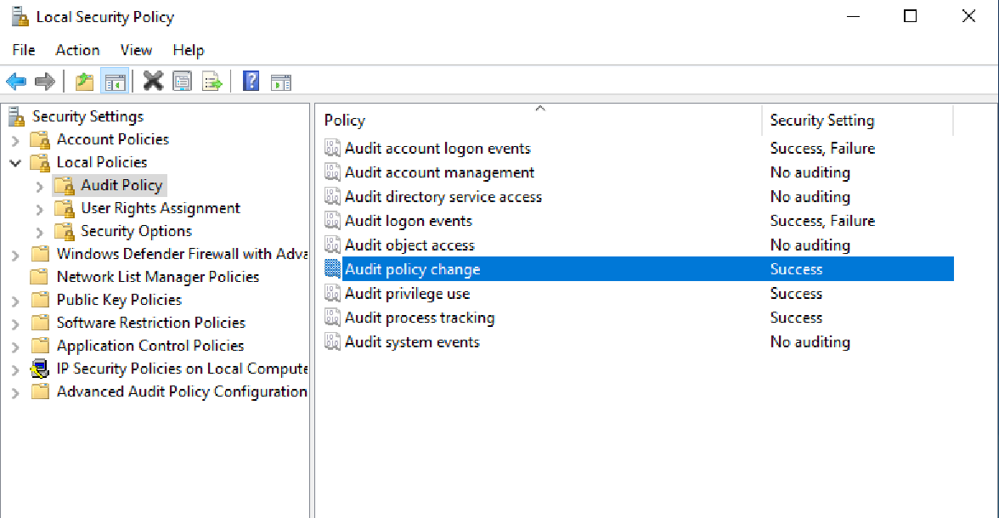 Local Security Policy
File Action View Help
Security Settings
Account Policies
Local Policies
Audit Policy
User Rights Assignment
Security Options
Windows Defender Firewall with Adva
Network List Manager Policies
Public Key Policies
Software Restriction Policies
Application Control Policies
IP Security Policies on Local Compute
Advanced Audit Policy Configuration
Policy Security Setting
Audit account logon events Success, Failure
Audit account management No auditing
Audit directory service access No auditing
Audit logon events Success, Failure
Audit object access No auditing
Audit policy change Success
Audit privilege use Success
Audit process tracking Success
Audit system events No auditing